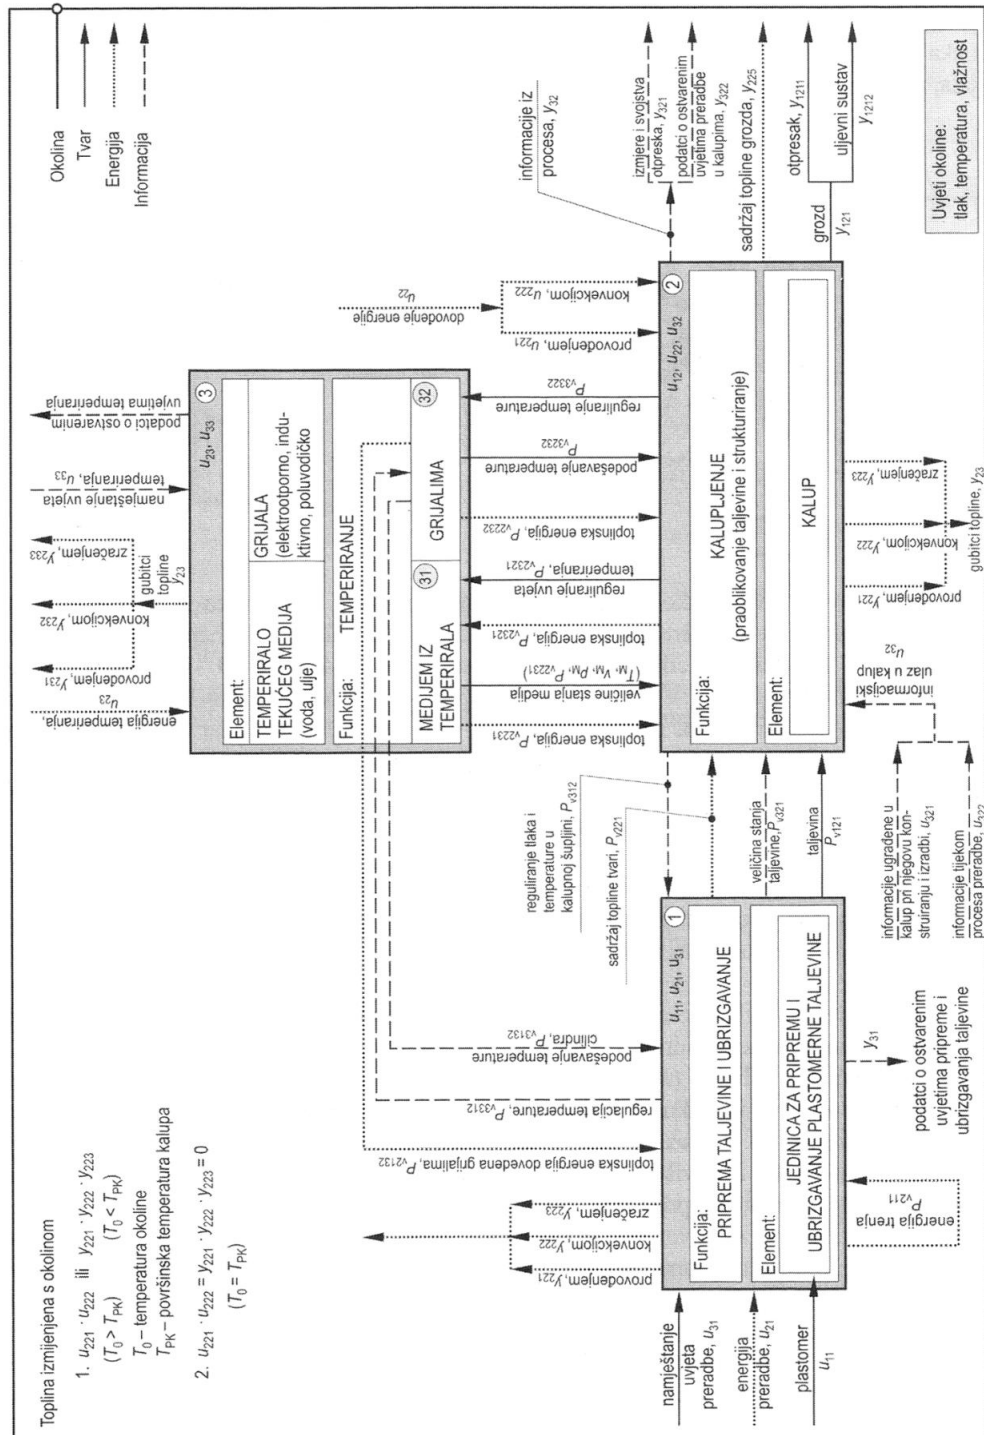 Okolina
Tvar
Energija
Informacija
Toplina izmijenjena s okolinom
1. u221 · u222 ili y221 · y222 · y223
(T0 > TPK) (T0 < TPK)
T0 – temperatura okoline
TPK – površinska temperatura kalupa
2. u221 · u222 = y221 · y222 · y223 = 0
(T0 = TPK)
energija temperiranja,
u23
provođenjem, y231
konvekcijom, y232
zračenjem, y233
gubitci
topline
y23
namještanje uvjeta
temperiranja, u33
podatci o ostvarenim
uvjetima temperiranja
u23, u33
3
Element:
TEMPERIRALO
TEKUĆEG MEDIJA
(voda, ulje)
GRIJALA
(elektrootporno, indu-
ktivno, poluvodičko)
Funkcija:
TEMPERIRANJE
MEDIJEM IZ
TEMPERIRALA
31
GRIJALIMA
32
dovođenje energije
u22
provođenjem, u221
konvekcijom, u222
toplinska energija, Pv2231
veličine stanja medija
(TM, VM, PM, Pv2231)
toplinska energija, Pv2321
reguliranje uvjeta
temperiranja, Pv2321
toplinska energija, Pv2232
podešavanje temperature
Pv3232
reguliranje temperature
Pv3322
informacije iz
procesa, y32
izmjere i svojstva
otpreska, y321
podatci o ostvarenim
uvjetima preradbe
u kalupima, y322
sadržaj topline grozda, y225
otpresak, y1211
uljevni sustav
y1212
grozd
y121
Uvjeti okoline:
tlak, temperatura, vlažnost
u12, u22, u32
2
Funkcija:
KALUPLJENJE
(praoblikovanje taljevine i strukturiranje)
Element:
KALUP
provođenjem, y221
konvekcijom, y222
zračenjem, y223
gubitci topline, y23
informacijski
ulaz u kalup
u32
informacije ugrađene u
kalup pri njegovu kon-
struiranju i izradbi, u321
informacije tijekom
procesa preradbe, u322
reguliranje tlaka i
temperature u
kalupnoj šupljini, Pv312
sadržaj topline tvari, Pv221
veličina stanja
taljevine, Pv321
taljevina
Pv121
provođenjem, y221
konvekcijom, y222
zračenjem, y223
toplinska energija dovedena grijalima, Pv2132
regulacija temperature, Pv3312
podešavanje temperature
cilindra, Pv3132
u11, u21, u31
1
Funkcija:
PRIPREMA TALJEVINE I UBRIZGAVANJE
Element:
JEDINICA ZA PRIPREMU I
UBRIZGAVANJE PLASTOMERNE TALJEVINE
namještanje
uvjeta
preradbe, u31
energija
preradbe, u21
plastomer
u11
energija trenja
Pv211
y31
podatci o ostvarenim
uvjetima pripreme i
ubrizgavanja taljevine